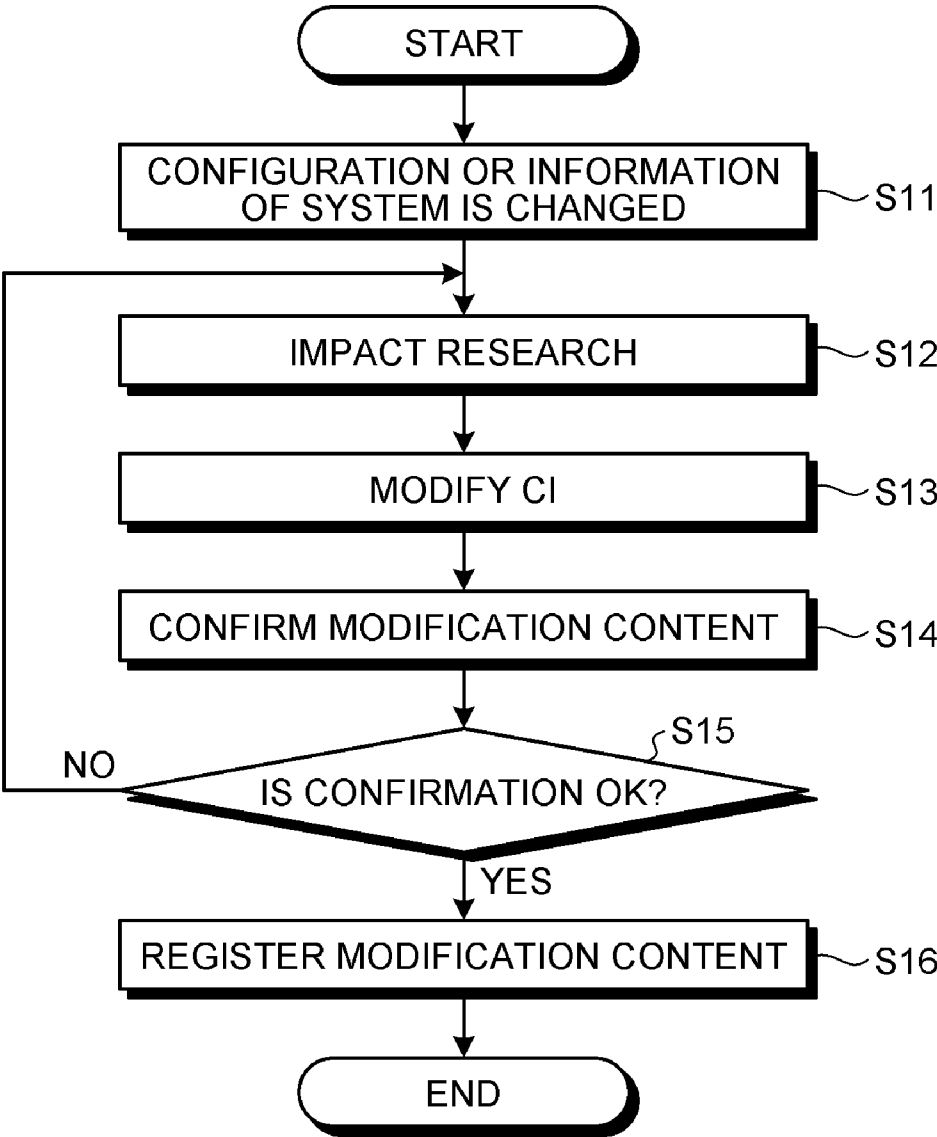 START
CONFIGURATION OR INFORMATION
OF SYSTEM IS CHANGED
S11
IMPACT RESEARCH
S12
MODIFY CI
S13
CONFIRM MODIFICATION CONTENT
S14
S15
NO
IS CONFIRMATION OK?
YES
REGISTER MODIFICATION CONTENT
S16
END